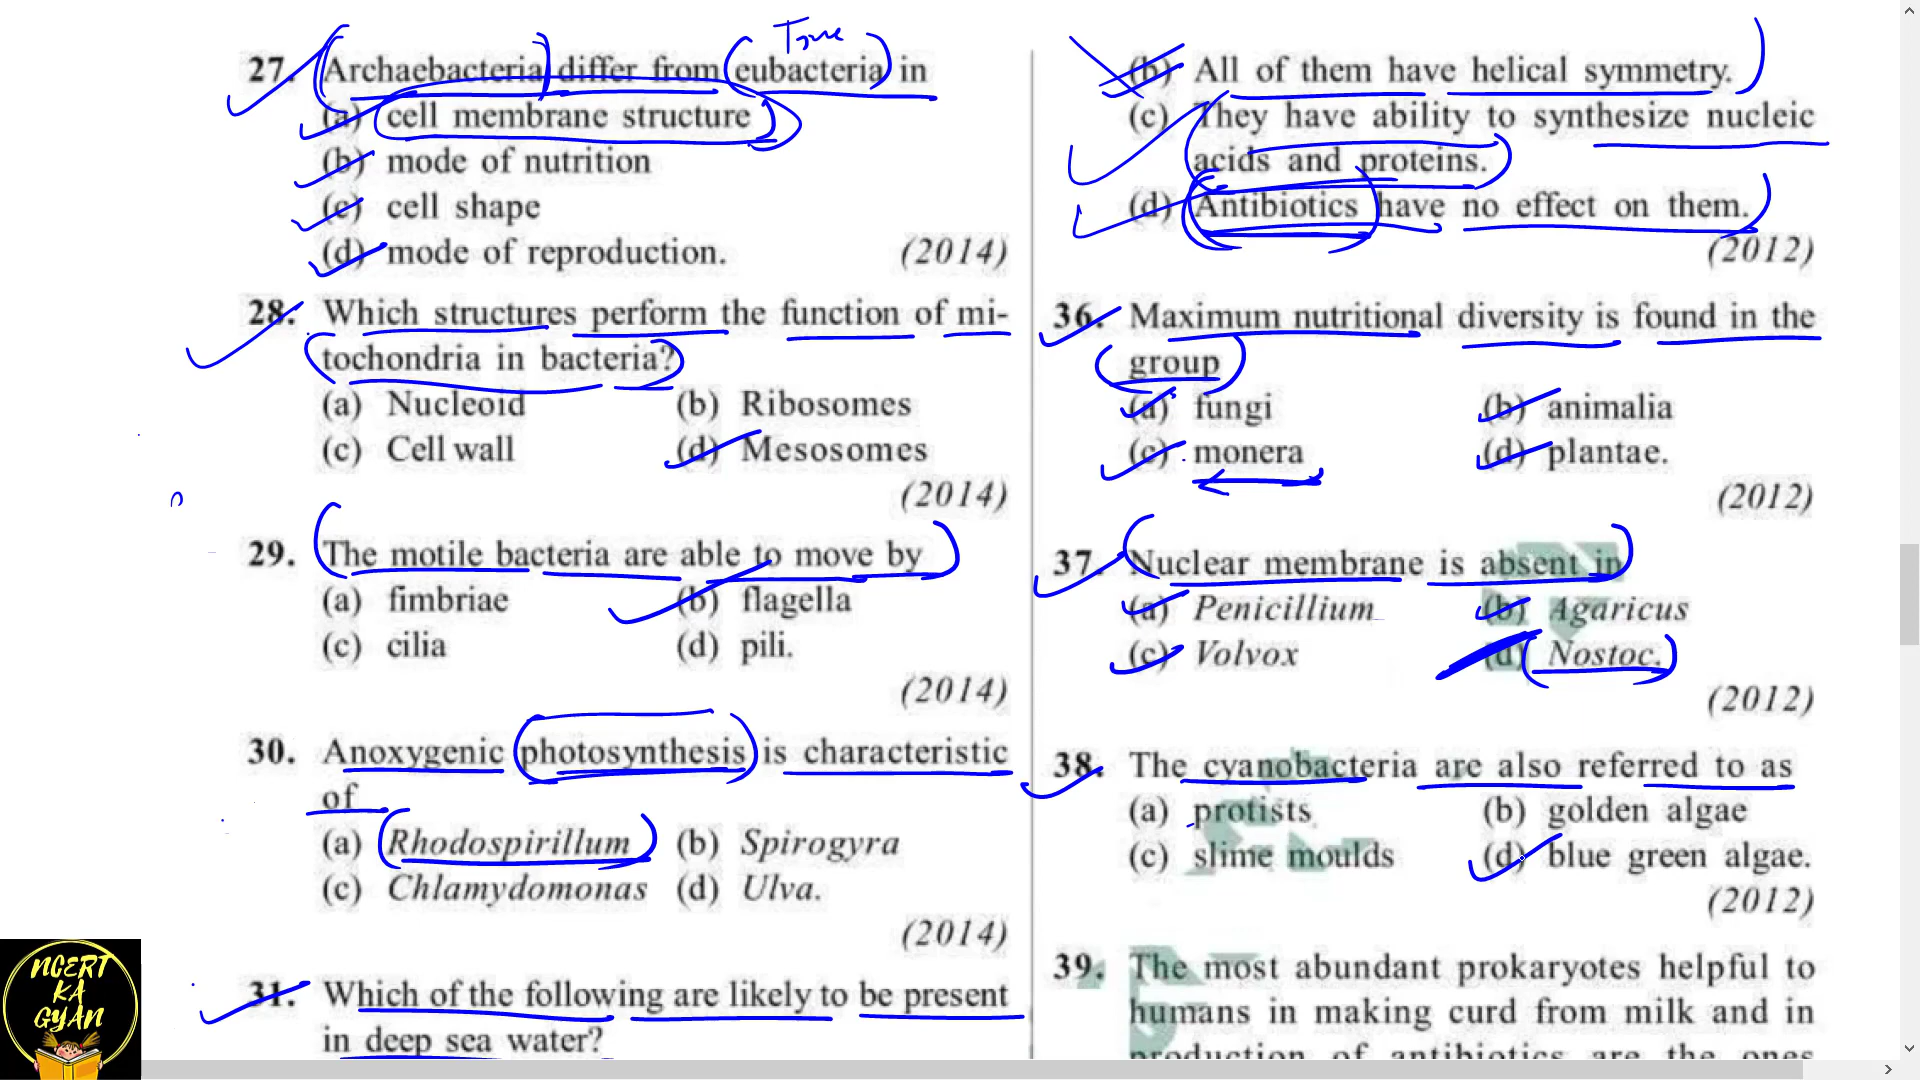 True
27. Archaebacteria differ from eubacteria in
(a) cell membrane structure
(b) mode of nutrition
(c) cell shape
(d) mode of reproduction. (2014)
28. Which structures perform the function of mi-
tochondria in bacteria?
(a) Nucleoid (b) Ribosomes
(c) Cell wall (d) Mesosomes
(2014)
29. The motile bacteria are able to move by
(a) fimbriae (b) flagella
(c) cilia (d) pili.
(2014)
30. Anoxygenic photosynthesis is characteristic
of
(a) Rhodospirillum (b) Spirogyra
(c) Chlamydomonas (d) Ulva.
(2014)
31. Which of the following are likely to be present
in deep sea water?
(b) All of them have helical symmetry.
(c) They have ability to synthesize nucleic
acids and proteins.
(d) Antibiotics have no effect on them.
(2012)
36. Maximum nutritional diversity is found in the
group
(a) fungi (b) animalia
(c) monera (d) plantae.
(2012)
37. Nuclear membrane is absent in
(a) Penicillium (b) Agaricus
(c) Volvox (d) Nostoc.
(2012)
38. The cyanobacteria are also referred to as
(a) protists (b) golden algae
(c) slime moulds (d) blue green algae.
(2012)
39. The most abundant prokaryotes helpful to
humans in making curd from milk and in
production of antibiotics are the ones
NCERT
KA
GYAN